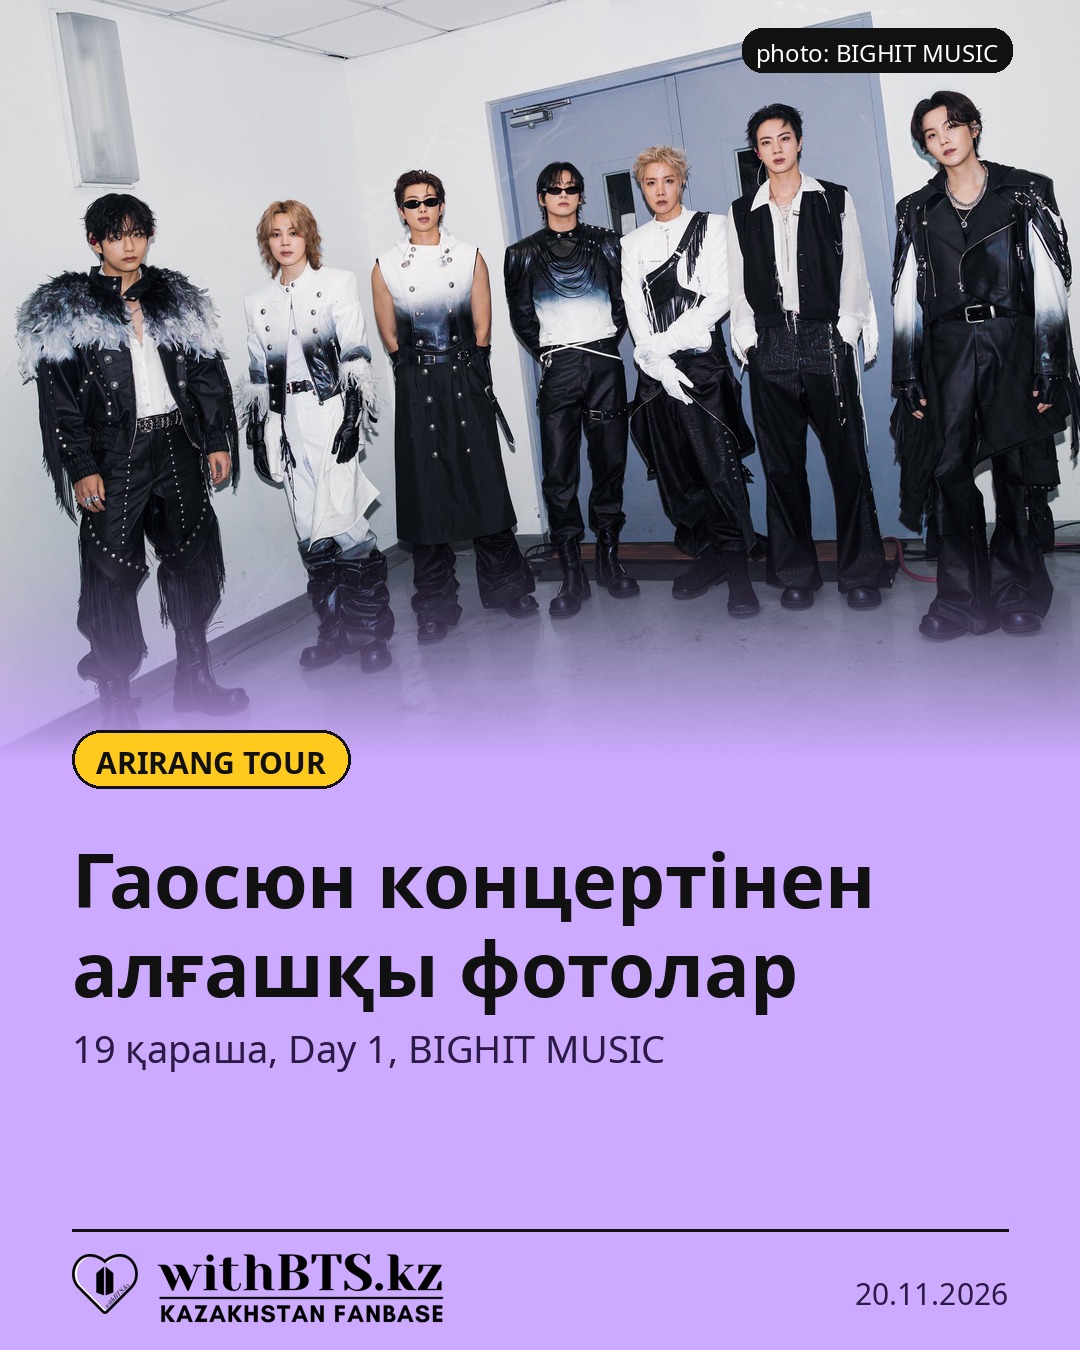 photo: BIGHIT MUSIC
ARIRANG TOUR
Гаосюн концертінен
алғашқы фотолар
19 қараша, Day 1, BIGHIT MUSIC
withBTS.kz
KAZAKHSTAN FANBASE
20.11.2026